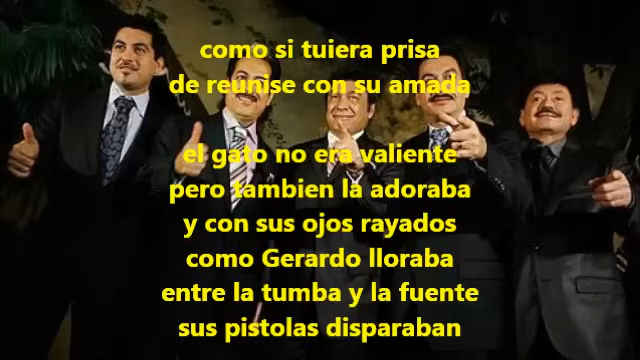 como si tuiera prisa
de reunise con su amada
el gato no era valiente
pero tambien la adoraba
y con sus ojos rayados
como Gerardo lloraba
entre la tumba y la fuente
sus pistolas disparaban